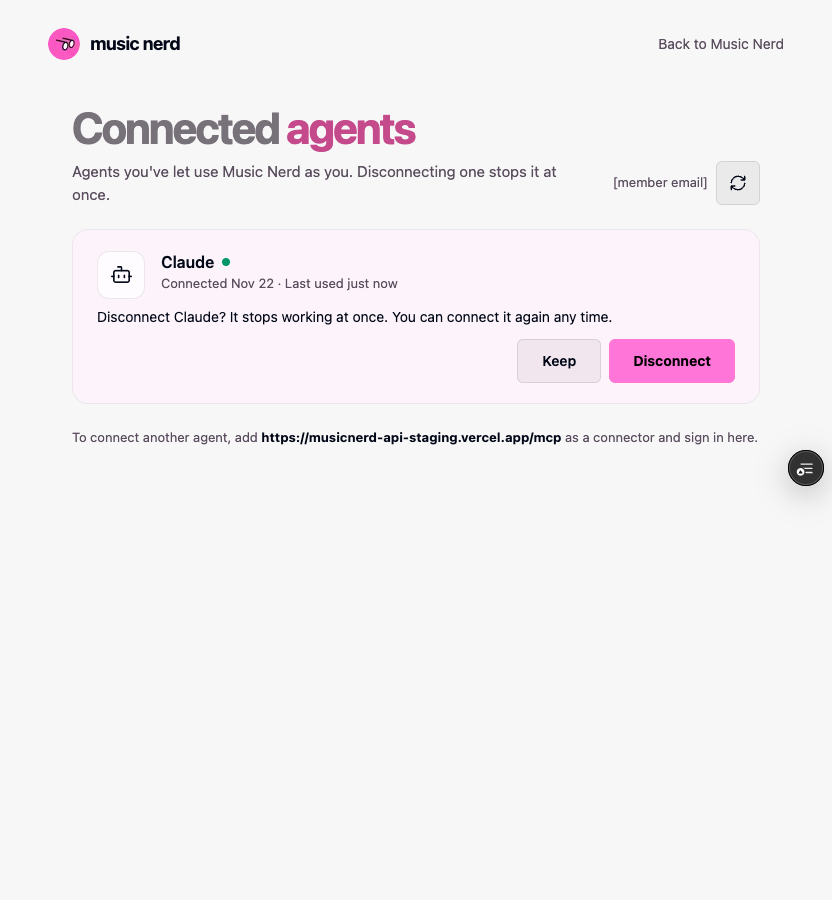 music nerd
Back to Music Nerd
Connected agents
Agents you've let use Music Nerd as you. Disconnecting one stops it at
once.
[member email]
Claude
Connected Nov 22 · Last used just now
Disconnect Claude? It stops working at once. You can connect it again any time.
Keep
Disconnect
To connect another agent, add https://musicnerd-api-staging.vercel.app/mcp as a connector and sign in here.